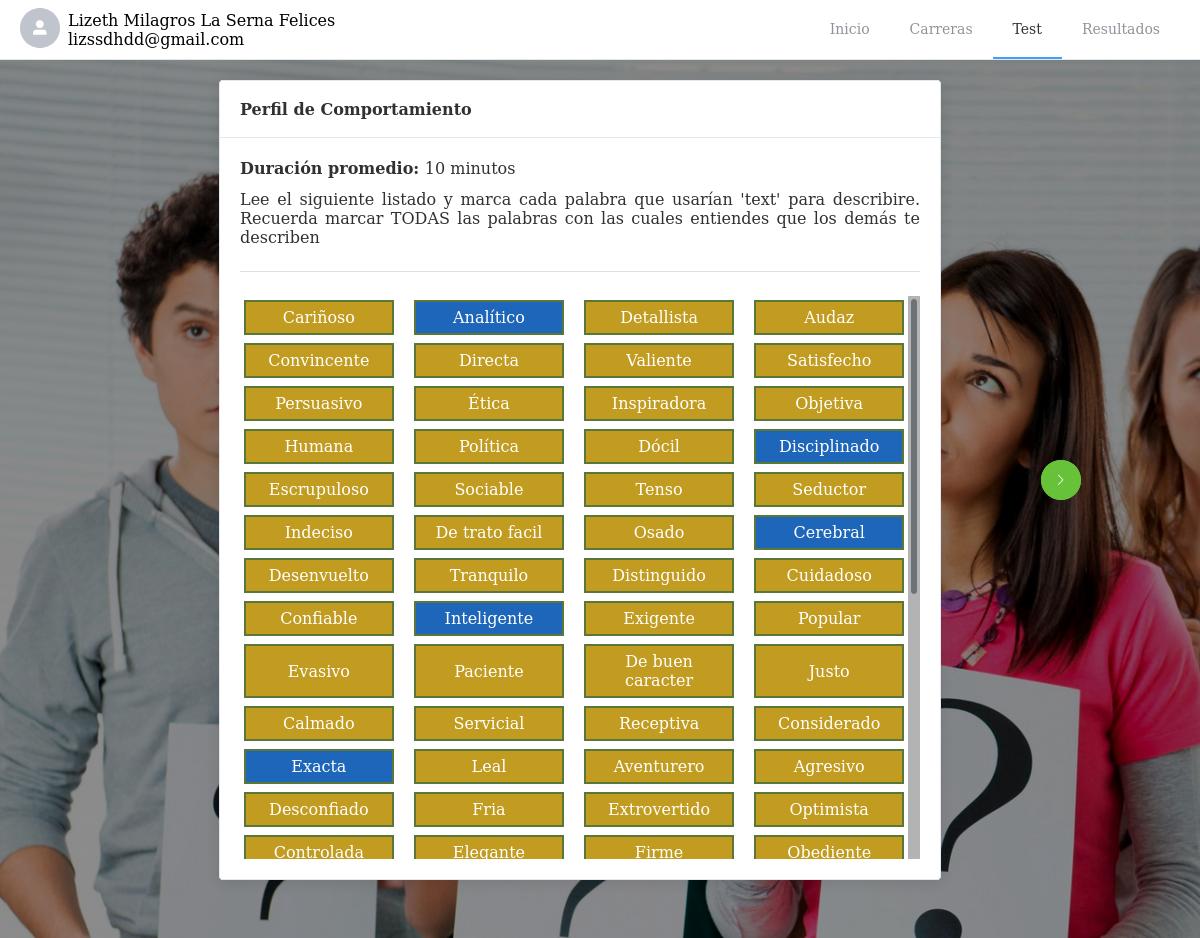 Lizeth Milagros La Serna Felices
lizssdhdd@gmail.com
Inicio Carreras Test Resultados
Perfil de Comportamiento
Duración promedio: 10 minutos
Lee el siguiente listado y marca cada palabra que usarían 'text' para describire.
Recuerda marcar TODAS las palabras con las cuales entiendes que los demás te
describen
Cariñoso Analítico Detallista Audaz
Convincente Directa Valiente Satisfecho
Persuasivo Ética Inspiradora Objetiva
Humana Política Dócil Disciplinado
Escrupuloso Sociable Tenso Seductor
Indeciso De trato facil Osado Cerebral
Desenvuelto Tranquilo Distinguido Cuidadoso
Confiable Inteligente Exigente Popular
Evasivo Paciente De buen caracter Justo
Calmado Servicial Receptiva Considerado
Exacta Leal Aventurero Agresivo
Desconfiado Fria Extrovertido Optimista
Controlada Elegante Firme Obediente
? ? ?